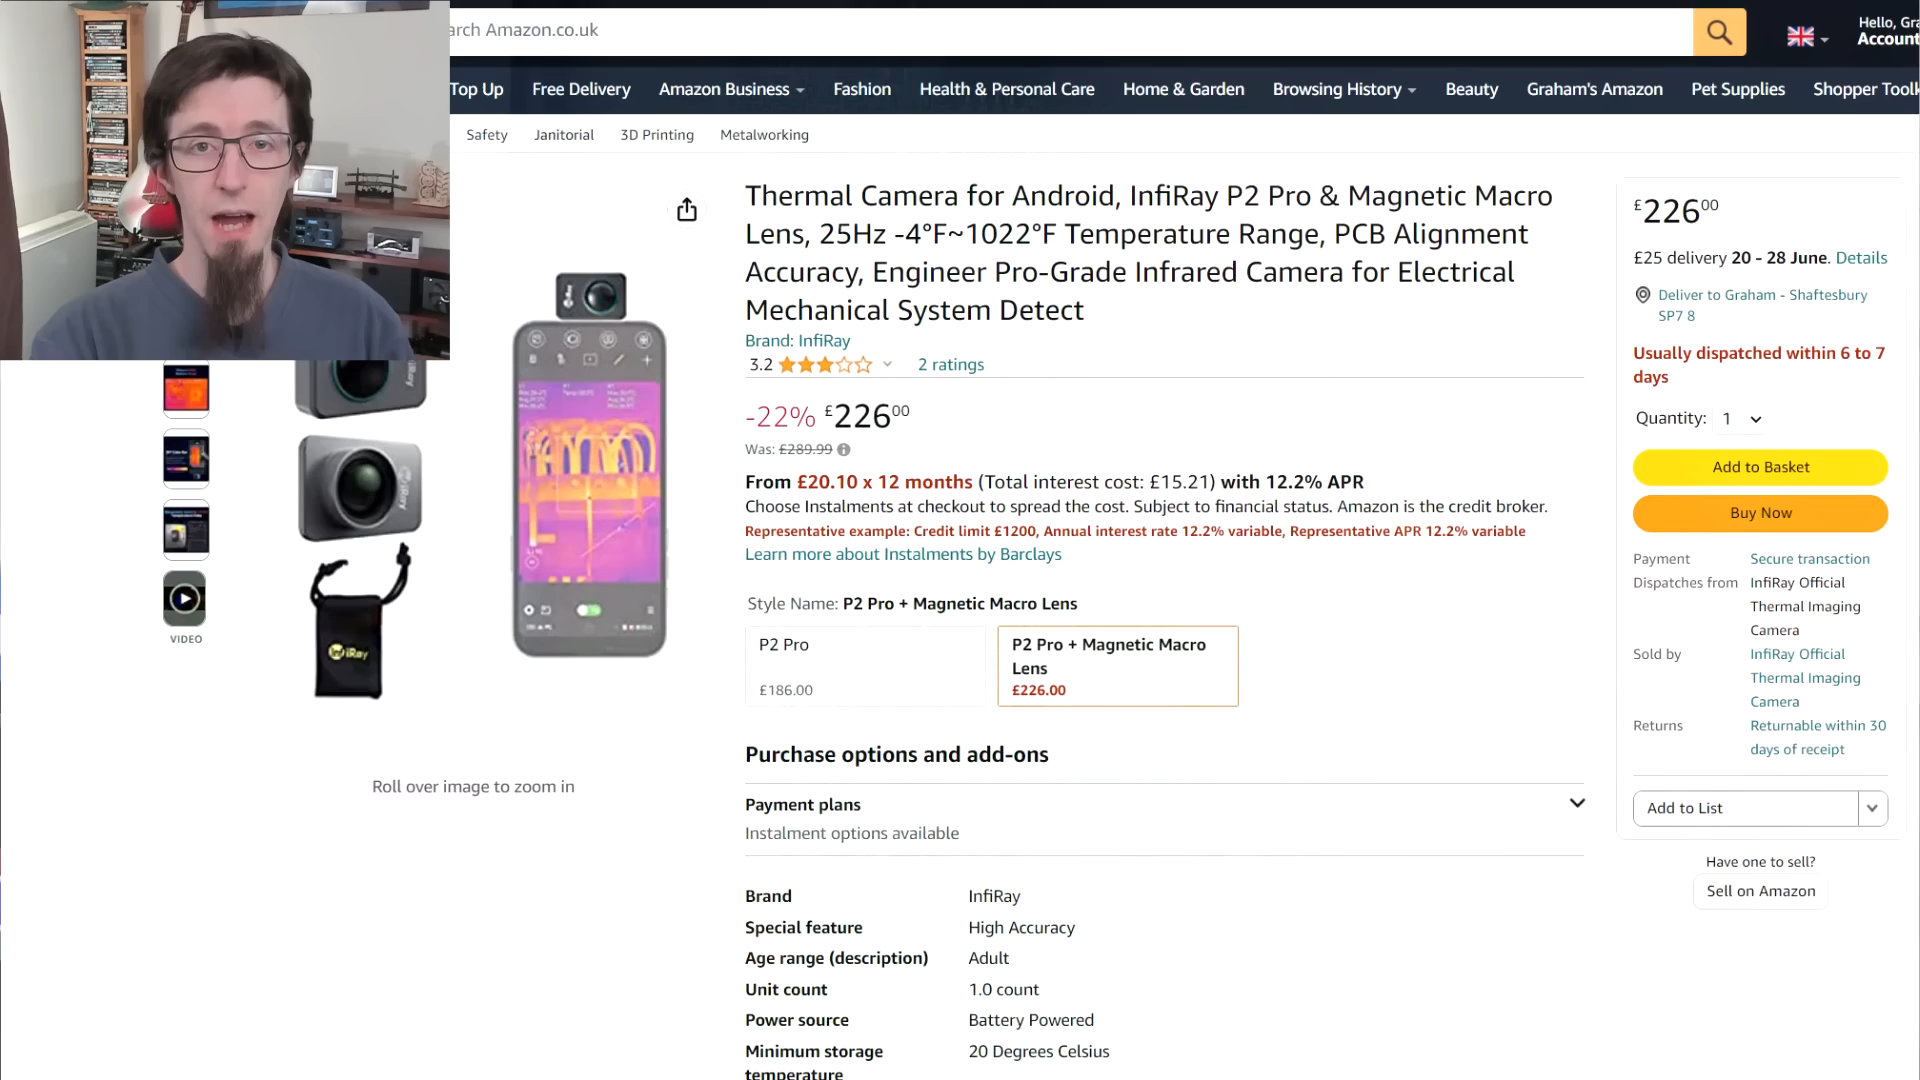 arch Amazon.co.uk
Hello, Gra
Account
Top Up
Free Delivery
Amazon Business
Fashion
Health & Personal Care
Home & Garden
Browsing History
Beauty
Graham's Amazon
Pet Supplies
Shopper Toolk
Safety
Janitorial
3D Printing
Metalworking
Thermal Camera for Android, InfiRay P2 Pro & Magnetic Macro
Lens, 25Hz -4°F~1022°F Temperature Range, PCB Alignment
Accuracy, Engineer Pro-Grade Infrared Camera for Electrical
Mechanical System Detect
Brand: InfiRay
3.2
2 ratings
-22% £226⁰⁰
Was: £289.99
From £20.10 x 12 months (Total interest cost: £15.21) with 12.2% APR
Choose Instalments at checkout to spread the cost. Subject to financial status. Amazon is the credit broker.
Representative example: Credit limit £1200, Annual interest rate 12.2% variable, Representative APR 12.2% variable
Learn more about Instalments by Barclays
Style Name: P2 Pro + Magnetic Macro Lens
P2 Pro
£186.00
P2 Pro + Magnetic Macro
Lens
£226.00
Purchase options and add-ons
Payment plans
Instalment options available
Brand InfiRay
Special feature High Accuracy
Age range (description) Adult
Unit count 1.0 count
Power source Battery Powered
Minimum storage 20 Degrees Celsius
temperature
VIDEO
InfiRay
Roll over image to zoom in
£226⁰⁰
£25 delivery 20 - 28 June. Details
Deliver to Graham - Shaftesbury
SP7 8
Usually dispatched within 6 to 7
days
Quantity: 1
Add to Basket
Buy Now
Payment Secure transaction
Dispatches from InfiRay Official
Thermal Imaging
Camera
Sold by InfiRay Official
Thermal Imaging
Camera
Returns Returnable within 30
days of receipt
Add to List
Have one to sell?
Sell on Amazon